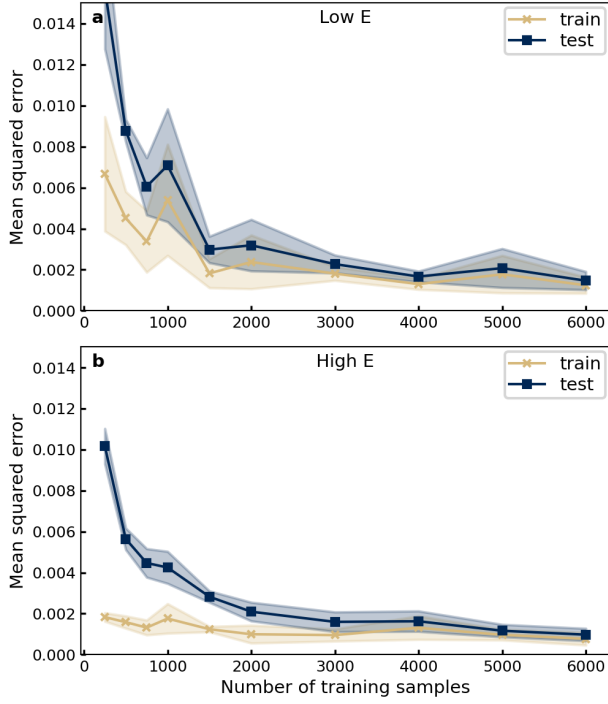 a
Low E
train
test
Mean squared error
0.014
0.012
0.010
0.008
0.006
0.004
0.002
0.000
0 1000 2000 3000 4000 5000 6000
b
High E
train
test
Mean squared error
0.014
0.012
0.010
0.008
0.006
0.004
0.002
0.000
0 1000 2000 3000 4000 5000 6000
Number of training samples